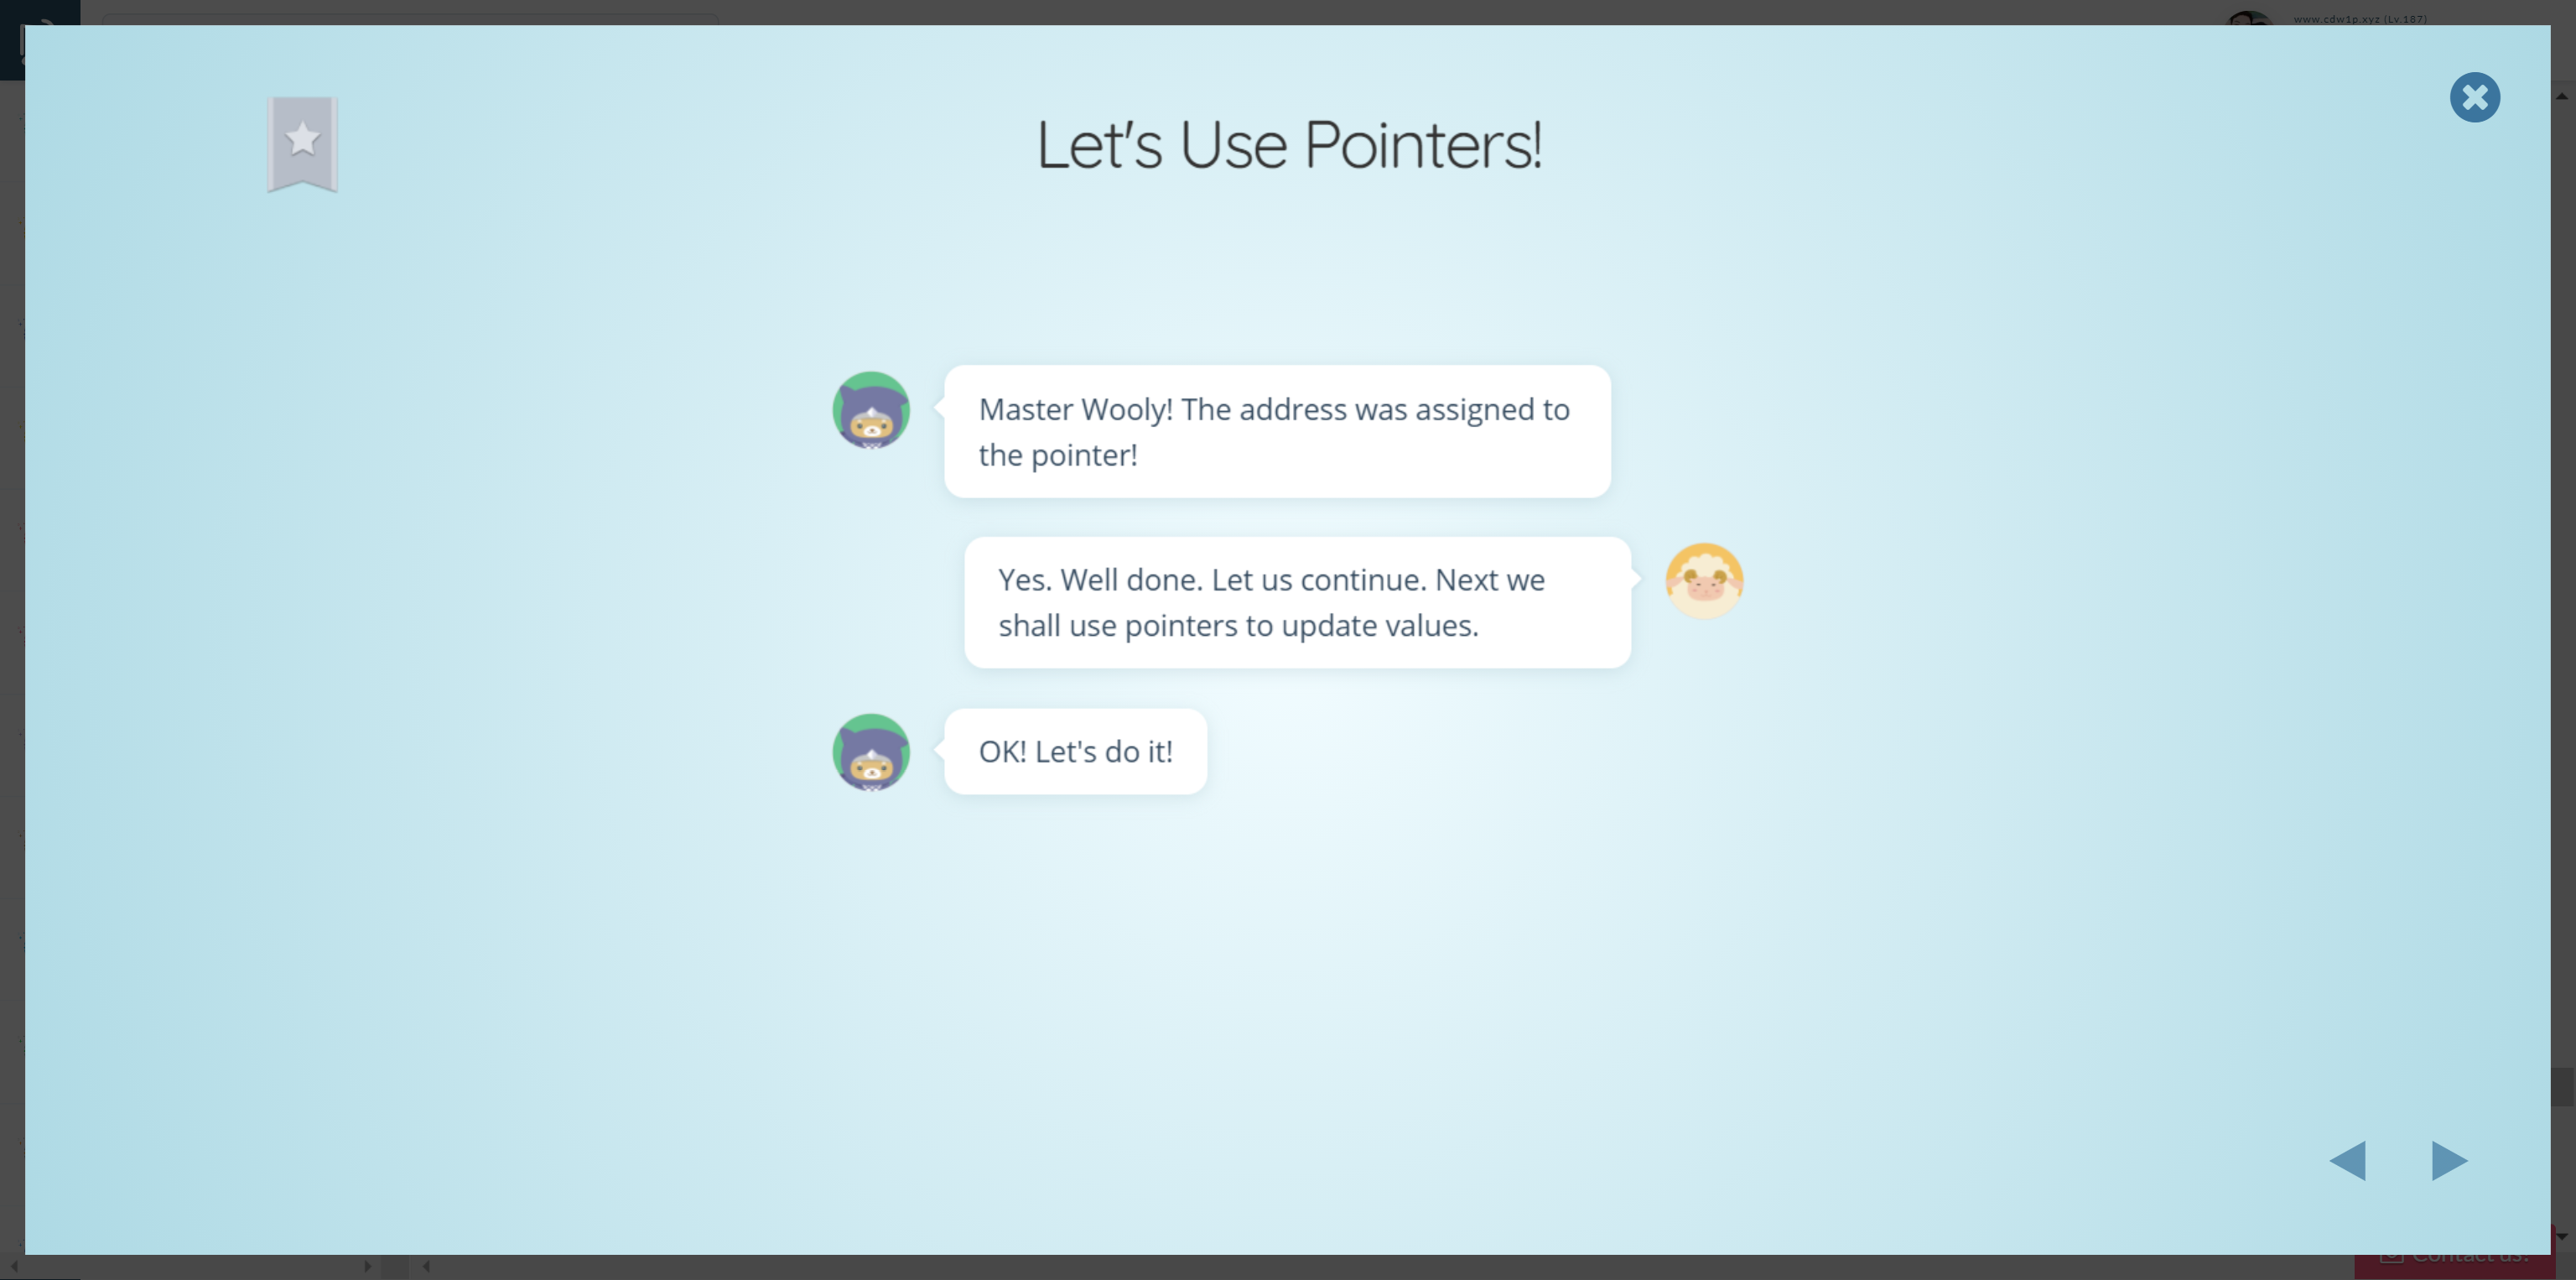 www.cdw1p.xyz (Lv.187)
Let's Use Pointers!
Master Wooly! The address was assigned to
the pointer!
Yes. Well done. Let us continue. Next we
shall use pointers to update values.
OK! Let's do it!
Contact us!